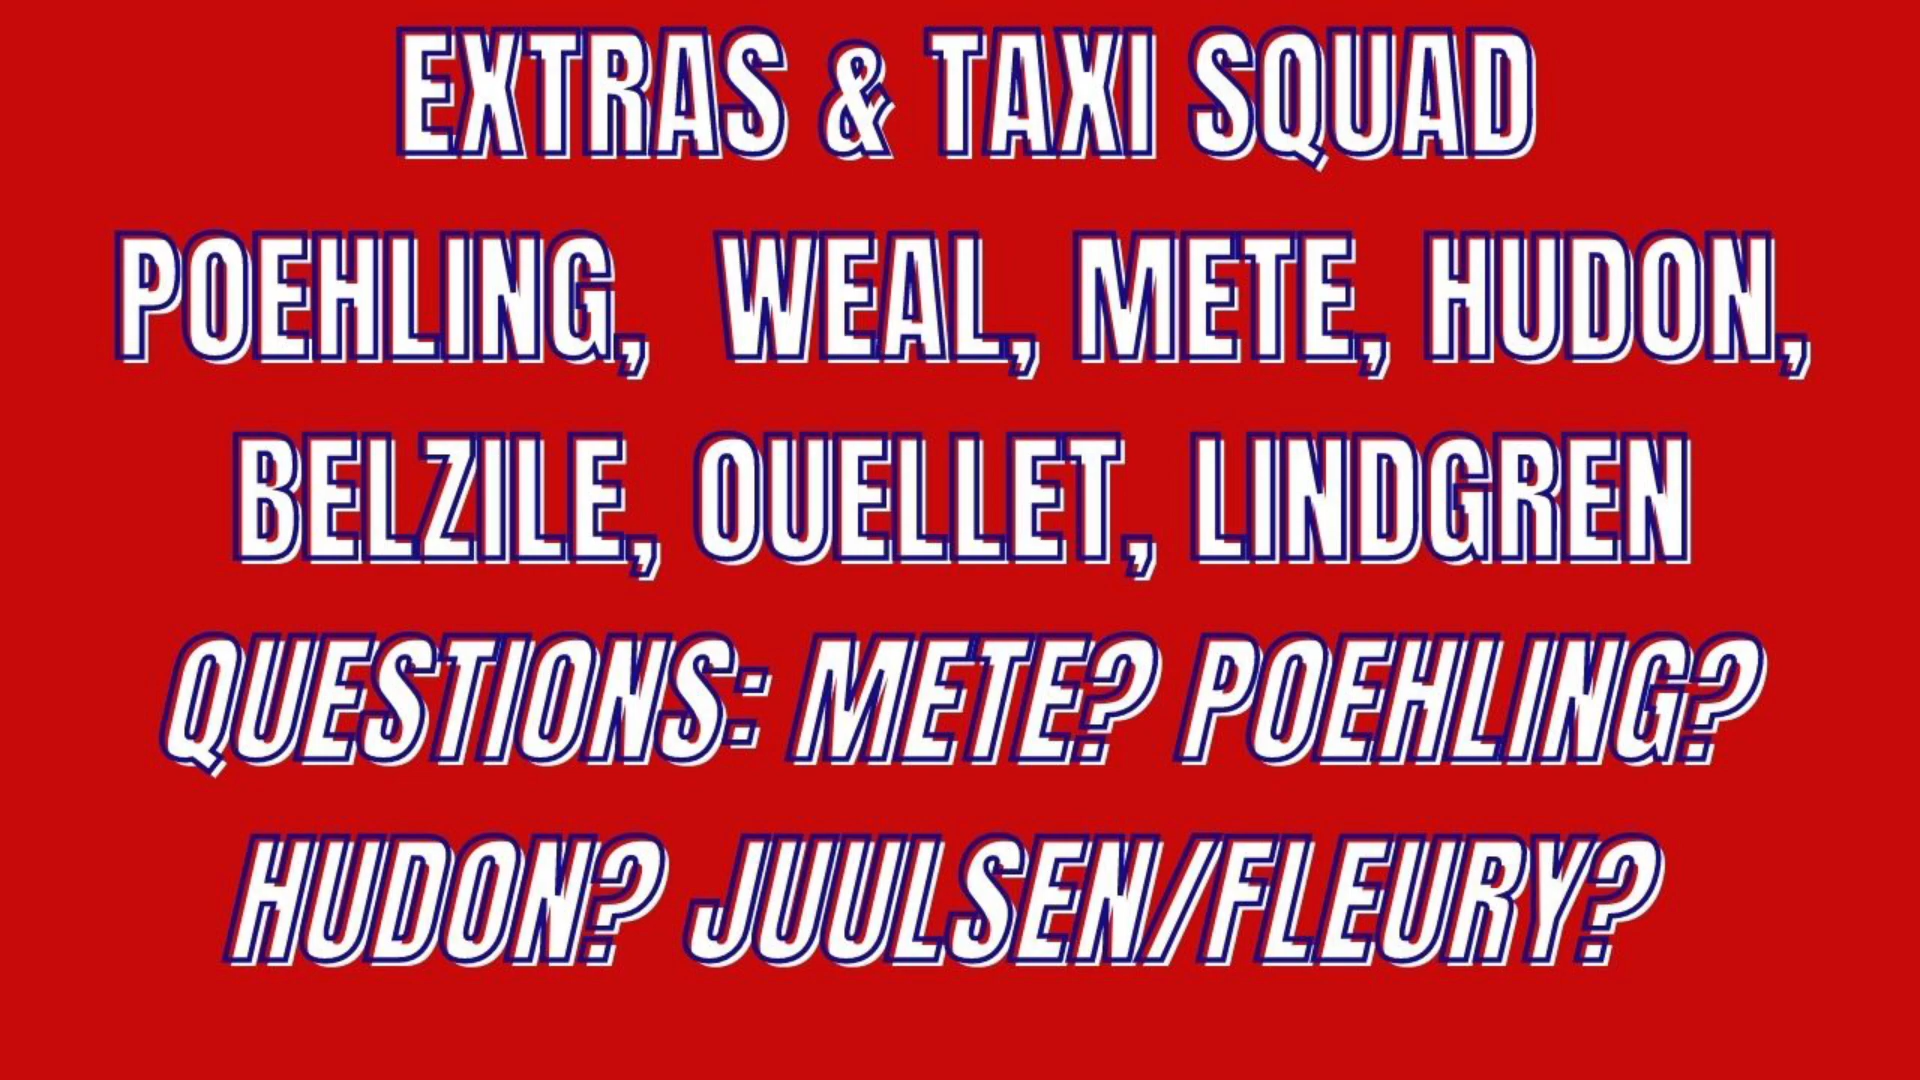 EXTRAS & TAXI SQUAD
POEHLING, WEAL, METE, HUDON,
BELZILE, OUELLET, LINDGREN
QUESTIONS: METE? POEHLING?
HUDON? JUULSEN/FLEURY?